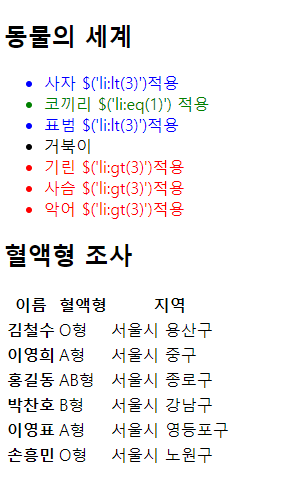 동물의 세계
사자 $('li:lt(3)')적용
코끼리 $('li:eq(1)') 적용
표범 $('li:lt(3)')적용
거북이
기린 $('li:gt(3)')적용
사슴 $('li:gt(3)')적용
악어 $('li:gt(3)')적용
혈액형 조사
이름 혈액형 지역
김철수 O형 서울시 용산구
이영희 A형 서울시 중구
홍길동 AB형 서울시 종로구
박찬호 B형 서울시 강남구
이영표 A형 서울시 영등포구
손흥민 O형 서울시 노원구